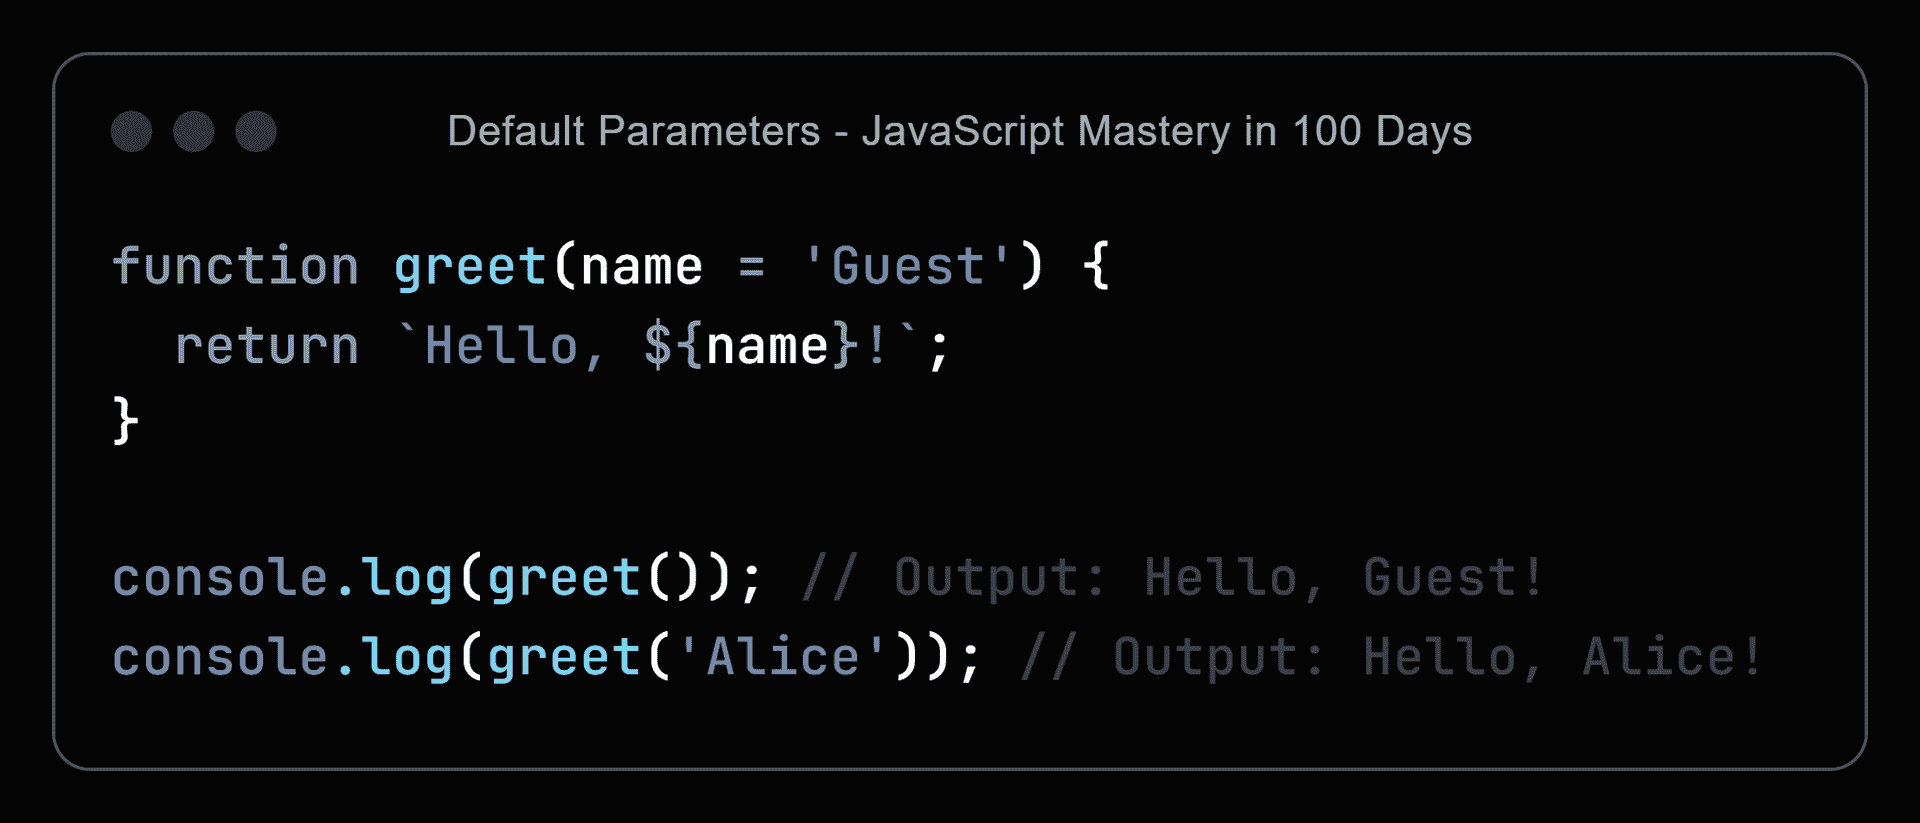 Default Parameters - JavaScript Mastery in 100 Days
function greet(name = 'Guest') {
  return `Hello, ${name}!`;
}
console.log(greet()); // Output: Hello, Guest!
console.log(greet('Alice')); // Output: Hello, Alice!